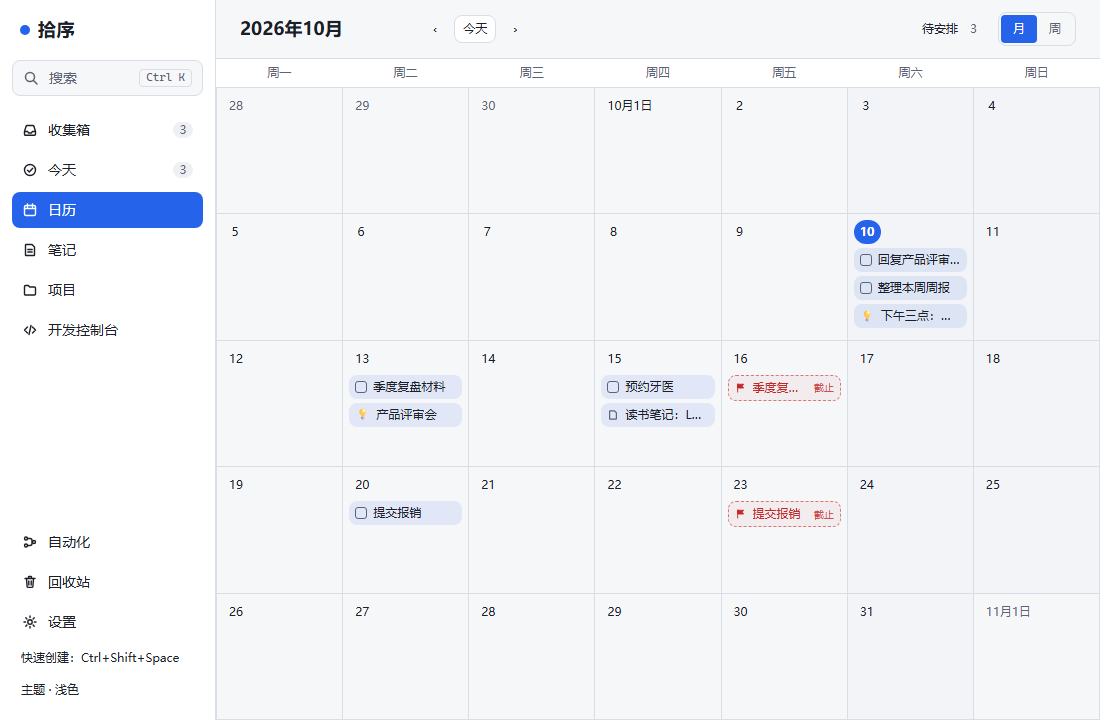 拾序
搜索 Ctrl K
收集箱 3
今天 3
日历
笔记
项目
开发控制台
自动化
回收站
设置
快速创建：Ctrl+Shift+Space
主题 · 浅色
2026年10月 ‹ 今天 › 待安排 3 月 周
周一 周二 周三 周四 周五 周六 周日
28 29 30 10月1日 2 3 4
5 6 7 8 9 10 11
回复产品评审...
整理本周周报
下午三点：...
12 13 14 15 16 17 18
季度复盘材料 预约牙医 季度复... 截止
产品评审会 读书笔记：L...
19 20 21 22 23 24 25
提交报销 提交报销 截止
26 27 28 29 30 31 11月1日